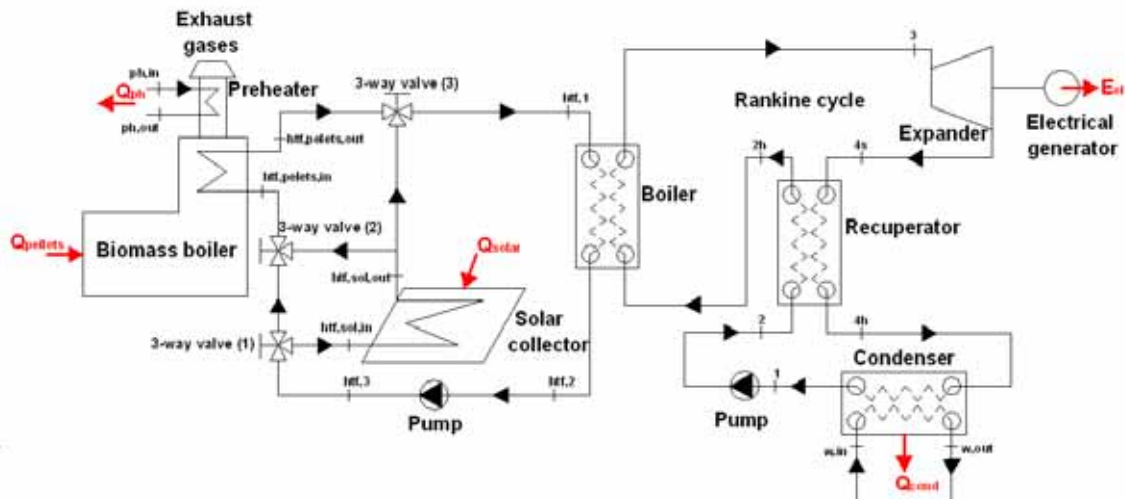 Exhaust
gases
ph,in
Qph
Preheater
ph,out
3-way valve (3)
htf,1
3
Rankine cycle
Expander
Eel
Electrical
generator
htf,pelets,out
htf,pelets,in
2h
4s
Boiler
Recuperator
Qpellets
Biomass boiler
3-way valve (2)
Qsolar
htf,sol,out
3-way valve (1)
htf,sol,in
Solar
collector
2
4h
Condenser
htf,3
htf,2
Pump
1
Pump
w,in
w,out
Qcond